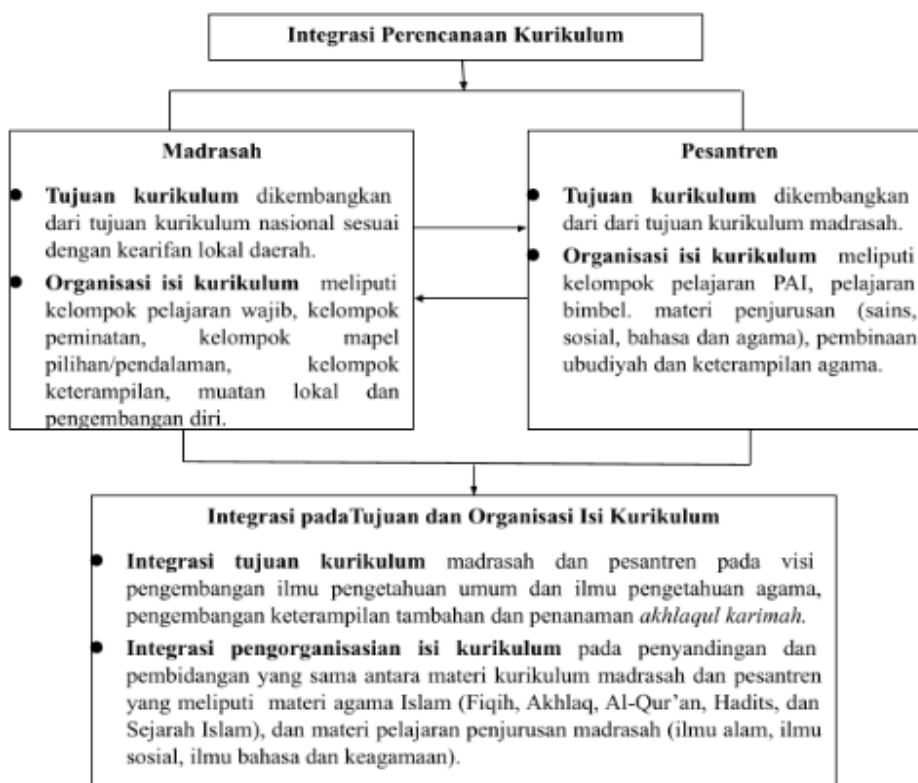 Integrasi Perencanaan Kurikulum
Madrasah
● Tujuan kurikulum dikembangkan
dari tujuan kurikulum nasional sesuai
dengan kearifan lokal daerah.
● Organisasi isi kurikulum meliputi
kelompok pelajaran wajib, kelompok
peminatan, kelompok mapel
pilihan/pendalaman, kelompok
keterampilan, muatan lokal dan
pengembangan diri.
Pesantren
● Tujuan kurikulum dikembangkan
dari dari tujuan kurikulum madrasah.
● Organisasi isi kurikulum meliputi
kelompok pelajaran PAI, pelajaran
bimbel. materi penjurusan (sains,
sosial, bahasa dan agama), pembinaan
ubudiyah dan keterampilan agama.
Integrasi padaTujuan dan Organisasi Isi Kurikulum
● Integrasi tujuan kurikulum madrasah dan pesantren pada visi
pengembangan ilmu pengetahuan umum dan ilmu pengetahuan agama,
pengembangan keterampilan tambahan dan penanaman akhlaqul karimah.
● Integrasi pengorganisasian isi kurikulum pada penyandingan dan
pembidangan yang sama antara materi kurikulum madrasah dan pesantren
yang meliputi materi agama Islam (Fiqih, Akhlaq, Al-Qur'an, Hadits, dan
Sejarah Islam), dan materi pelajaran penjurusan madrasah (ilmu alam, ilmu
sosial, ilmu bahasa dan keagamaan).